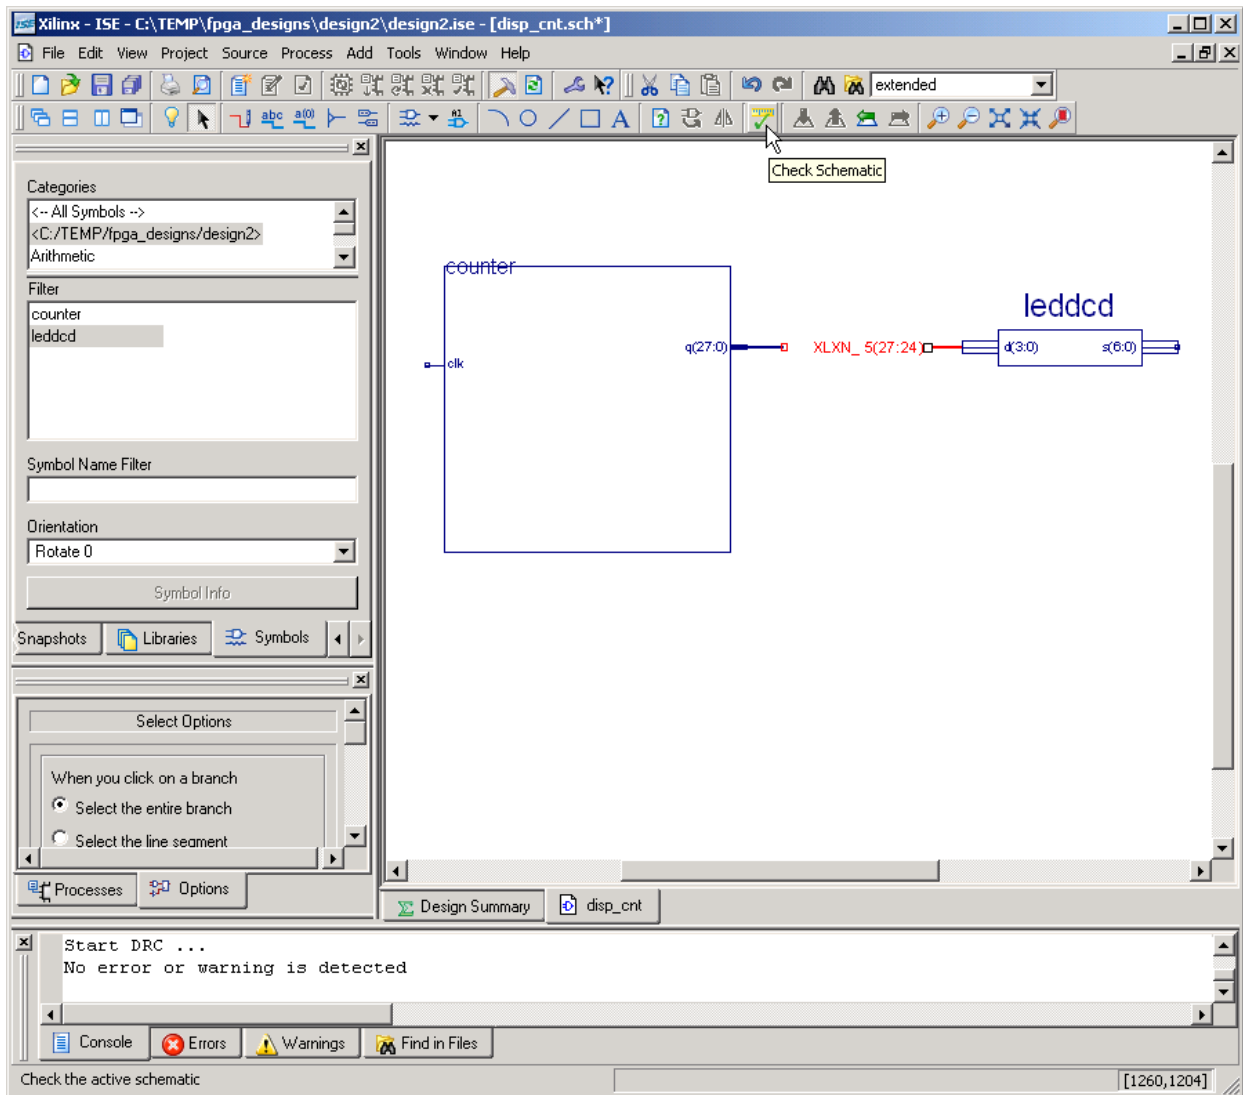 Xilinx - ISE - C:\TEMP\fpga_designs\design2\design2.ise - [disp_cnt.sch*]
File Edit View Project Source Process Add Tools Window Help
extended
Check Schematic
Categories
<-- All Symbols -->
<C:/TEMP/fpga_designs/design2>
Arithmetic
Filter
counter
leddcd
Symbol Name Filter
Orientation
Rotate 0
Symbol Info
Snapshots Libraries Symbols
Select Options
When you click on a branch
Select the entire branch
Select the line segment
Processes Options
counter
leddcd
q(27:0) XLXN_ 5(27:24) d(3:0) s(6:0)
clk
Design Summary disp_cnt
Start DRC ...
No error or warning is detected
Console Errors Warnings Find in Files
Check the active schematic [1260,1204]